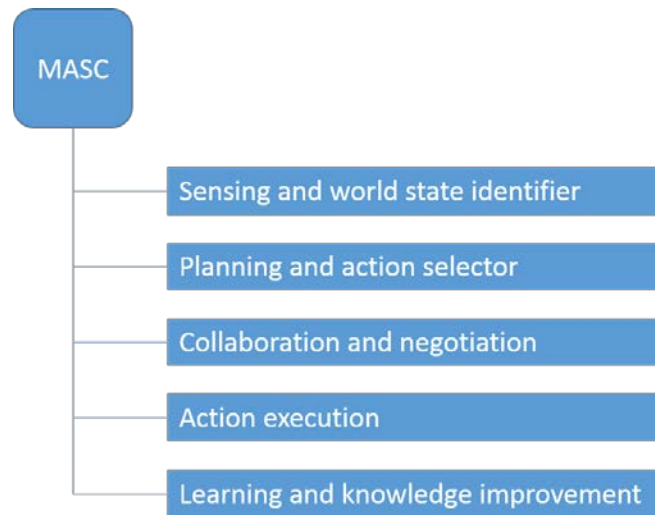 MASC
Sensing and world state identifier
Planning and action selector
Collaboration and negotiation
Action execution
Learning and knowledge improvement